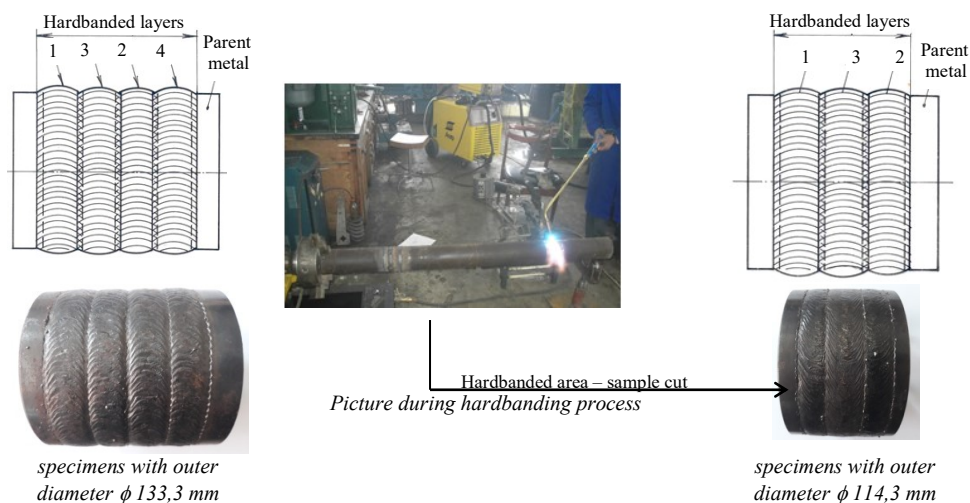 Hardbanded layers
1 3 2 4
Parent
metal
Hardbanded layers
1 3 2
Parent
metal
Hardbanded area – sample cut
Picture during hardbanding process
specimens with outer
diameter ϕ 133,3 mm
specimens with outer
diameter ϕ 114,3 mm